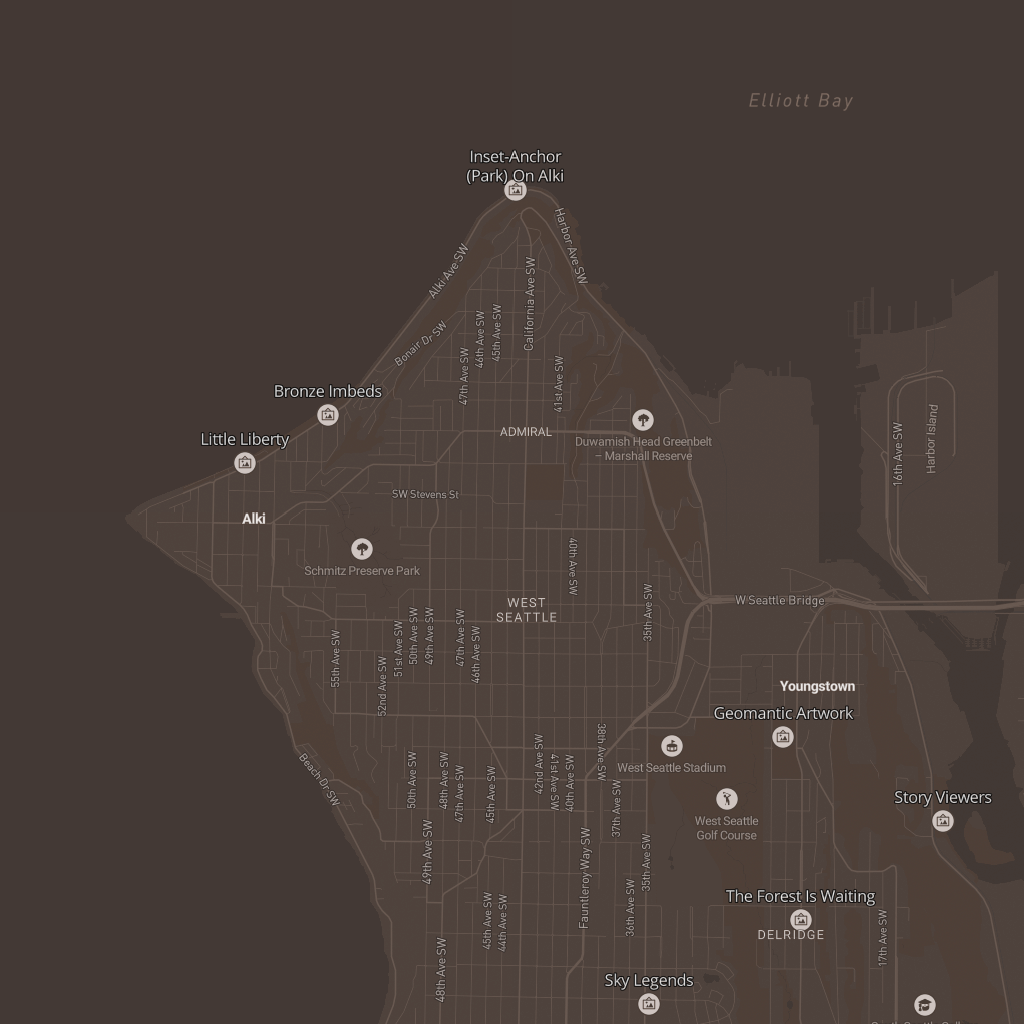 Elliott Bay
Inset-Anchor
(Park) On Alki
Harbor Ave SW
Alki Ave SW
California Ave SW
Bonair Dr SW
45th Ave SW
46th Ave SW
47th Ave SW
41st Ave SW
Bronze Imbeds
Little Liberty
ADMIRAL
Duwamish Head Greenbelt
– Marshall Reserve
16th Ave SW
Harbor Island
SW Stevens St
Alki
Schmitz Preserve Park
40th Ave SW
WEST
SEATTLE
35th Ave SW
W Seattle Bridge
55th Ave SW
52nd Ave SW
51st Ave SW
50th Ave SW
49th Ave SW
47th Ave SW
46th Ave SW
Youngstown
Geomantic Artwork
Beach Dr SW
50th Ave SW
48th Ave SW
47th Ave SW
45th Ave SW
42nd Ave SW
41st Ave SW
40th Ave SW
38th Ave SW
37th Ave SW
West Seattle Stadium
West Seattle
Golf Course
Story Viewers
49th Ave SW
Fauntleroy Way SW
35th Ave SW
36th Ave SW
45th Ave SW
44th Ave SW
48th Ave SW
The Forest Is Waiting
DELRIDGE
17th Ave SW
Sky Legends